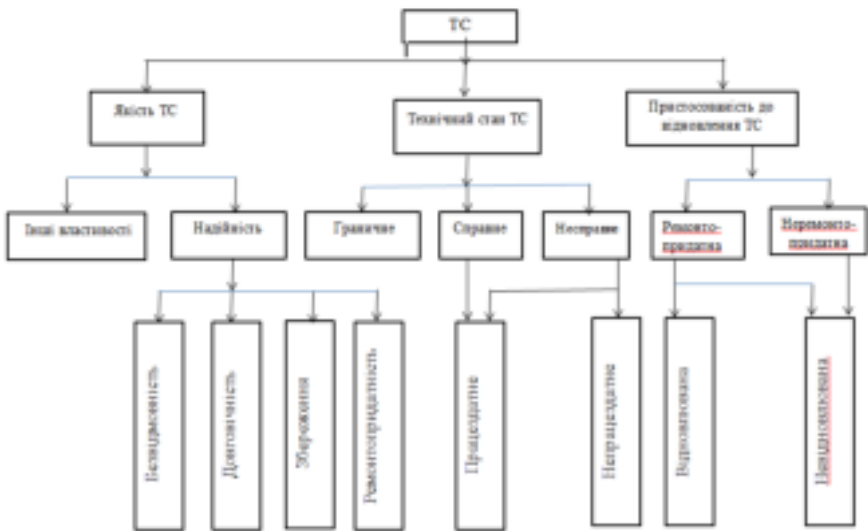 ТС
Якість ТС
Технічний стан ТС
Пристосованість до
відновлення ТС
Інші властивості
Надійність
Граничне
Справне
Несправне
Ремонто-
придатна
Неремонто-
придатна
Безвідмовність
Довговічність
Збереження
Ремонтопридатність
Працездатне
Непрацездатне
Відновлювана
Невідновлювана